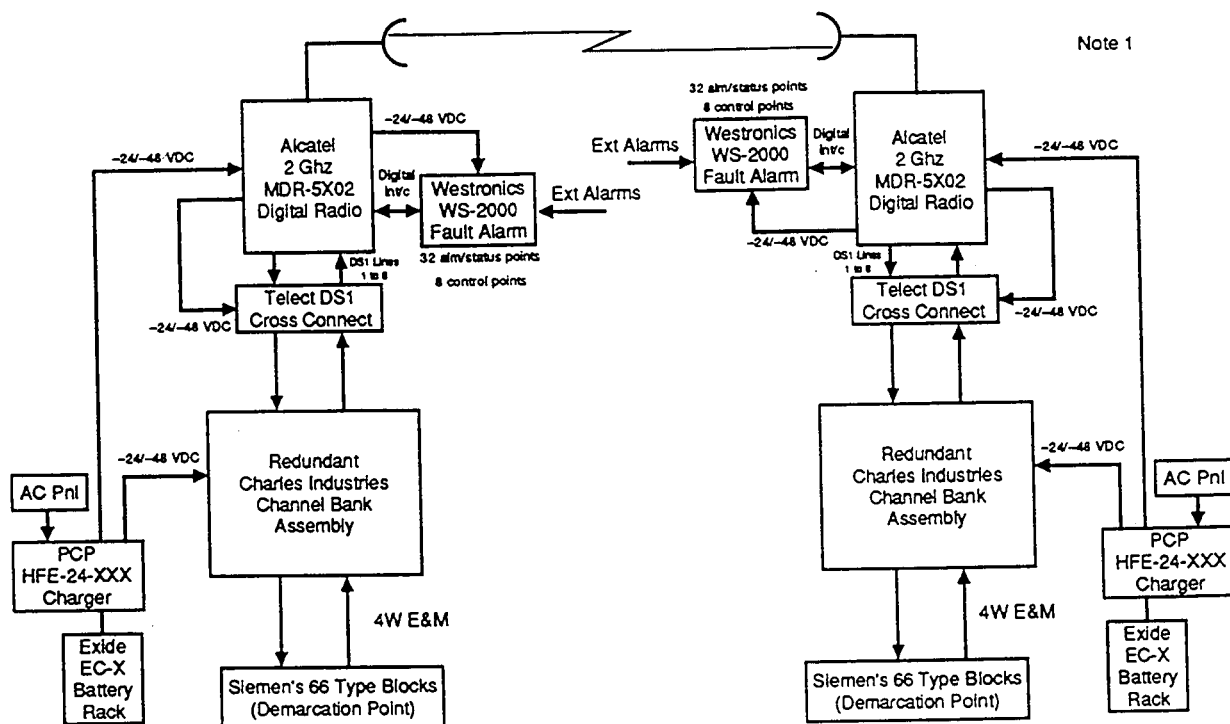 Note 1
Alcatel
2 Ghz
MDR-5X02
Digital Radio
−24/−48 VDC
−24/−48 VDC
Digital
Int/c
Westronics
WS-2000
Fault Alarm
Ext Alarms
32 alm/status points
8 control points
DS1 Lines
1 to 8
Telect DS1
Cross Connect
−24/−48 VDC
Redundant
Charles Industries
Channel Bank
Assembly
−24/−48 VDC
AC Pnl
PCP
HFE-24-XXX
Charger
Exide
EC-X
Battery
Rack
4W E&M
Siemen's 66 Type Blocks
(Demarcation Point)
32 alm/status points
8 control points
Ext Alarms
Westronics
WS-2000
Fault Alarm
Digital
Int/c
Alcatel
2 Ghz
MDR-5X02
Digital Radio
−24/−48 VDC
−24/−48 VDC
DS1 Lines
1 to 8
Telect DS1
Cross Connect
−24/−48 VDC
Redundant
Charles Industries
Channel Bank
Assembly
−24/−48 VDC
AC Pnl
PCP
HFE-24-XXX
Charger
Exide
EC-X
Battery
Rack
4W E&M
Siemen's 66 Type Blocks
(Demarcation Point)